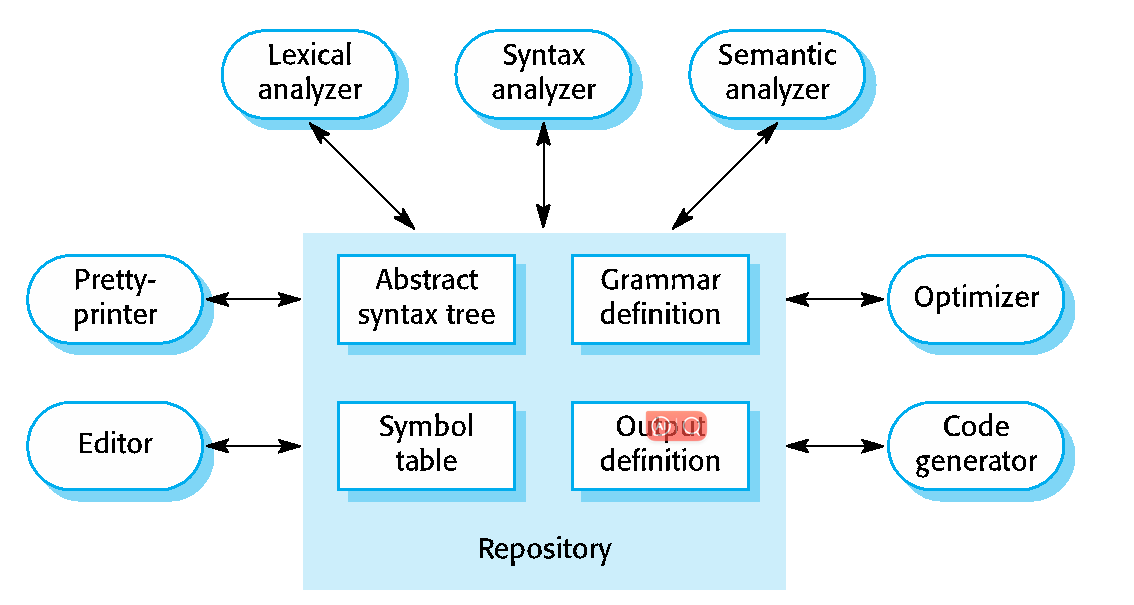 Lexical
analyzer
Syntax
analyzer
Semantic
analyzer
Pretty-
printer
Abstract
syntax tree
Grammar
definition
Optimizer
Editor
Symbol
table
Output
definition
Code
generator
Repository